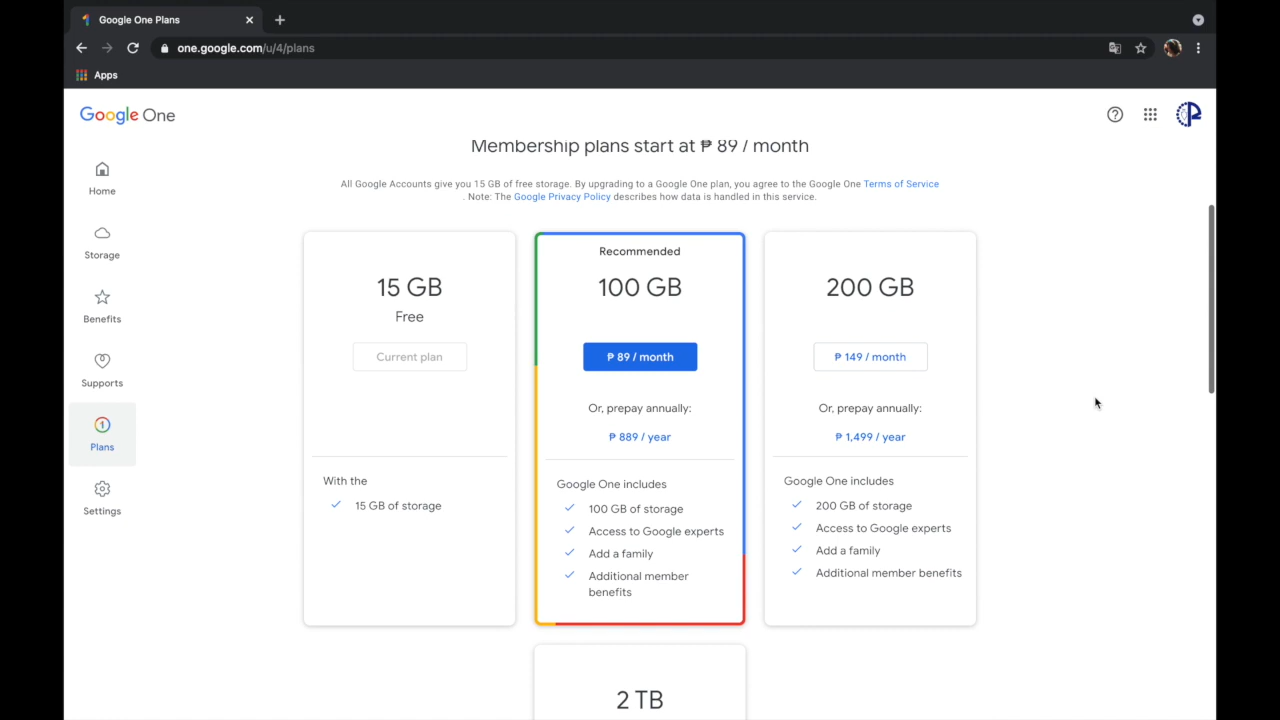 Google One Plans
one.google.com/u/4/plans
Apps
Google One
Home
Storage
Benefits
Supports
1
Plans
Settings
Membership plans start at ₱ 89 / month
All Google Accounts give you 15 GB of free storage. By upgrading to a Google One plan, you agree to the Google One Terms of Service
. Note: The Google Privacy Policy describes how data is handled in this service.
15 GB
Free
Current plan
With the
15 GB of storage
Recommended
100 GB
₱ 89 / month
Or, prepay annually:
₱ 889 / year
Google One includes
100 GB of storage
Access to Google experts
Add a family
Additional member
benefits
200 GB
₱ 149 / month
Or, prepay annually:
₱ 1,499 / year
Google One includes
200 GB of storage
Access to Google experts
Add a family
Additional member benefits
2 TB